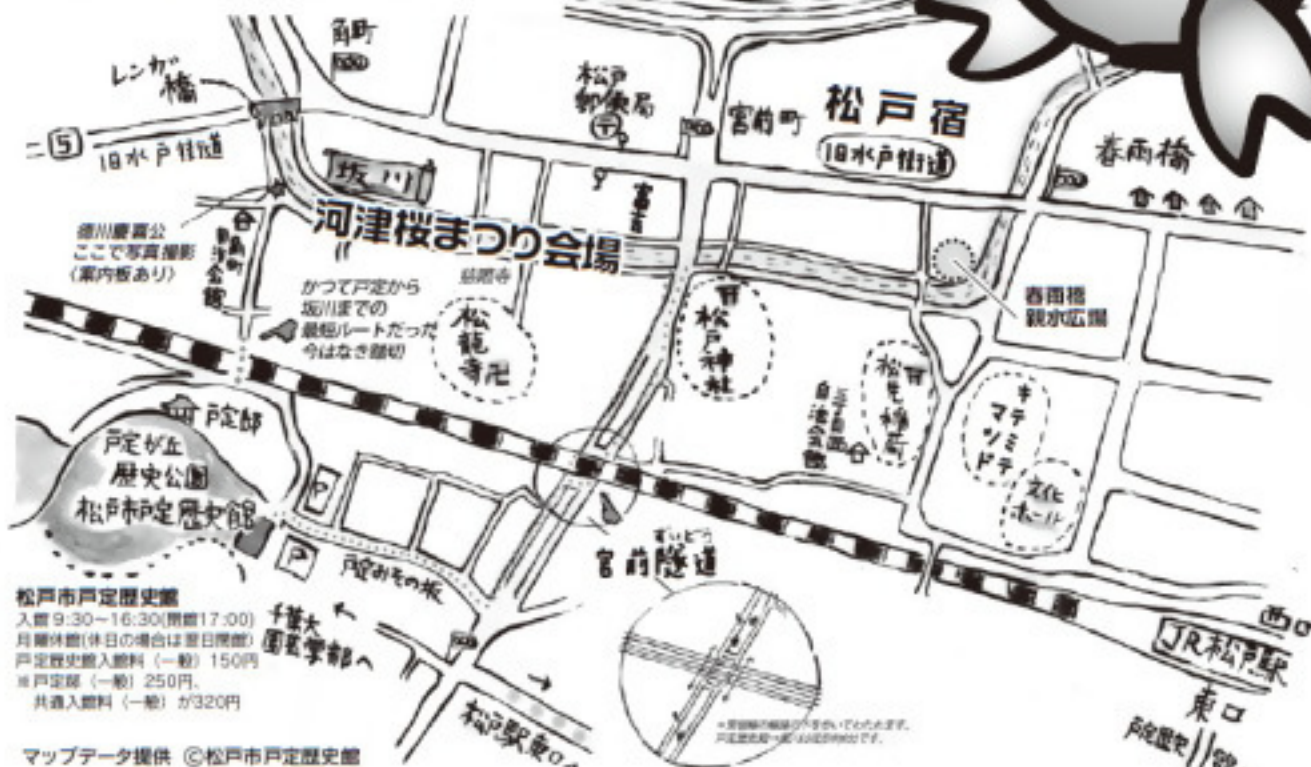 角町
レンガ橋
5
旧水戸街道
松戸郵便局
宮前町
松戸宿
旧水戸街道
春雨橋
坂川
河津桜まつり会場
徳川慶喜公
ここで写真撮影
(案内板あり)
かつて戸定から
坂川までの
最短ルートだった
今はなき踏切
松龍寺
松戸神社
春雨橋
親水広場
キテミテマツド
文化ホール
戸定邸
戸定が丘
歴史公園
松戸市戸定歴史館
P
P
戸定みその坂
宮前隧道
ずいどう
松戸市戸定歴史館
入館9:30~16:30(閉館17:00)
月曜休館(休日の場合は翌日閉館)
戸定歴史館入館料(一般)150円
※戸定邸(一般)250円、
共通入館料(一般)が320円
千葉大
園芸学部へ
松戸駅東口
西口
JR松戸駅
東口
戸定歴史
マップデータ提供 ©松戸市戸定歴史館